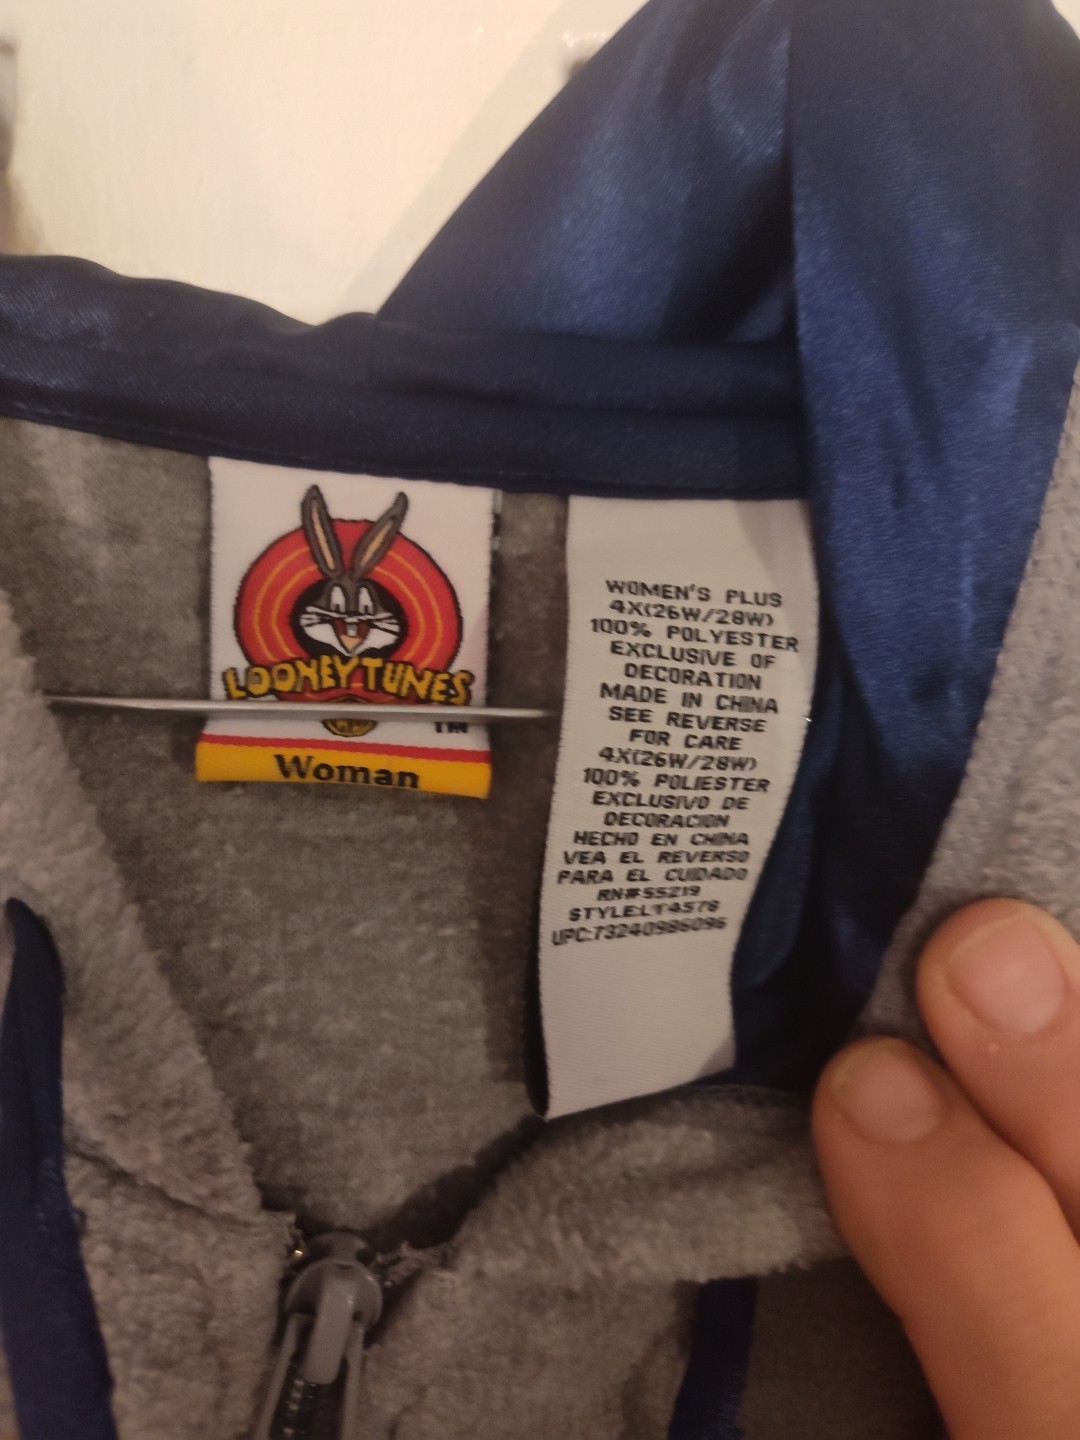 LOONEY TUNES
TM
Woman
WOMEN'S PLUS
4X(26W/28W)
100% POLYESTER
EXCLUSIVE OF
DECORATION
MADE IN CHINA
SEE REVERSE
FOR CARE
4X(26W/28W)
100% POLIESTER
EXCLUSIVO DE
DECORACION
HECHO EN CHINA
VEA EL REVERSO
PARA EL CUIDADO
RN#55219
STYLE:LT4578
UPC:73240986096